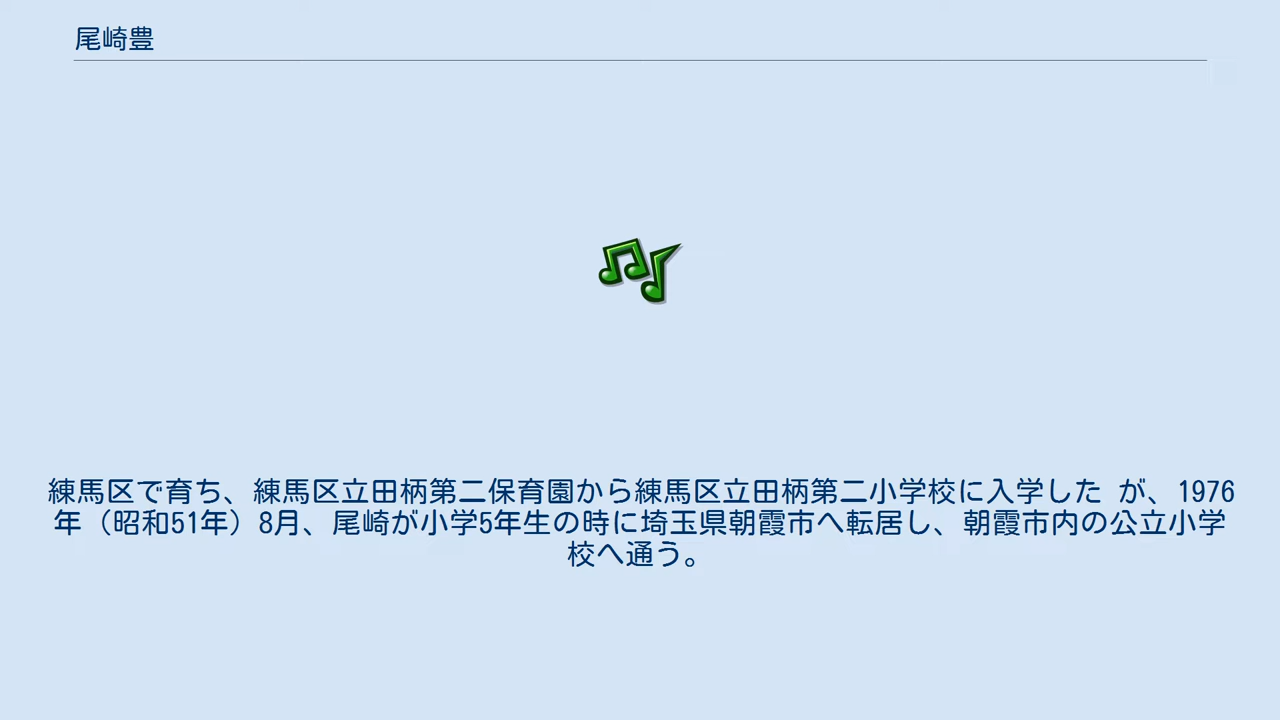 尾崎豊
練馬区で育ち、練馬区立田柄第二保育園から練馬区立田柄第二小学校に入学した が、1976
年（昭和51年）8月、尾崎が小学5年生の時に埼玉県朝霞市へ転居し、朝霞市内の公立小学
校へ通う。